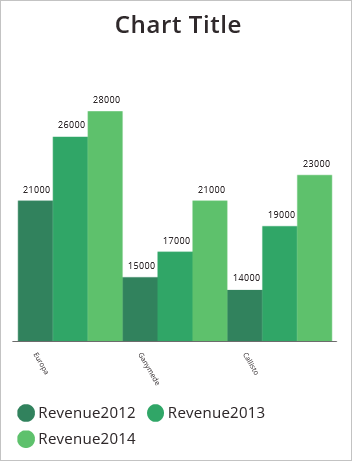 Chart Title
28000
26000
23000
21000
21000
19000
17000
15000
14000
Europa
Ganymede
Callisto
Revenue2012
Revenue2013
Revenue2014